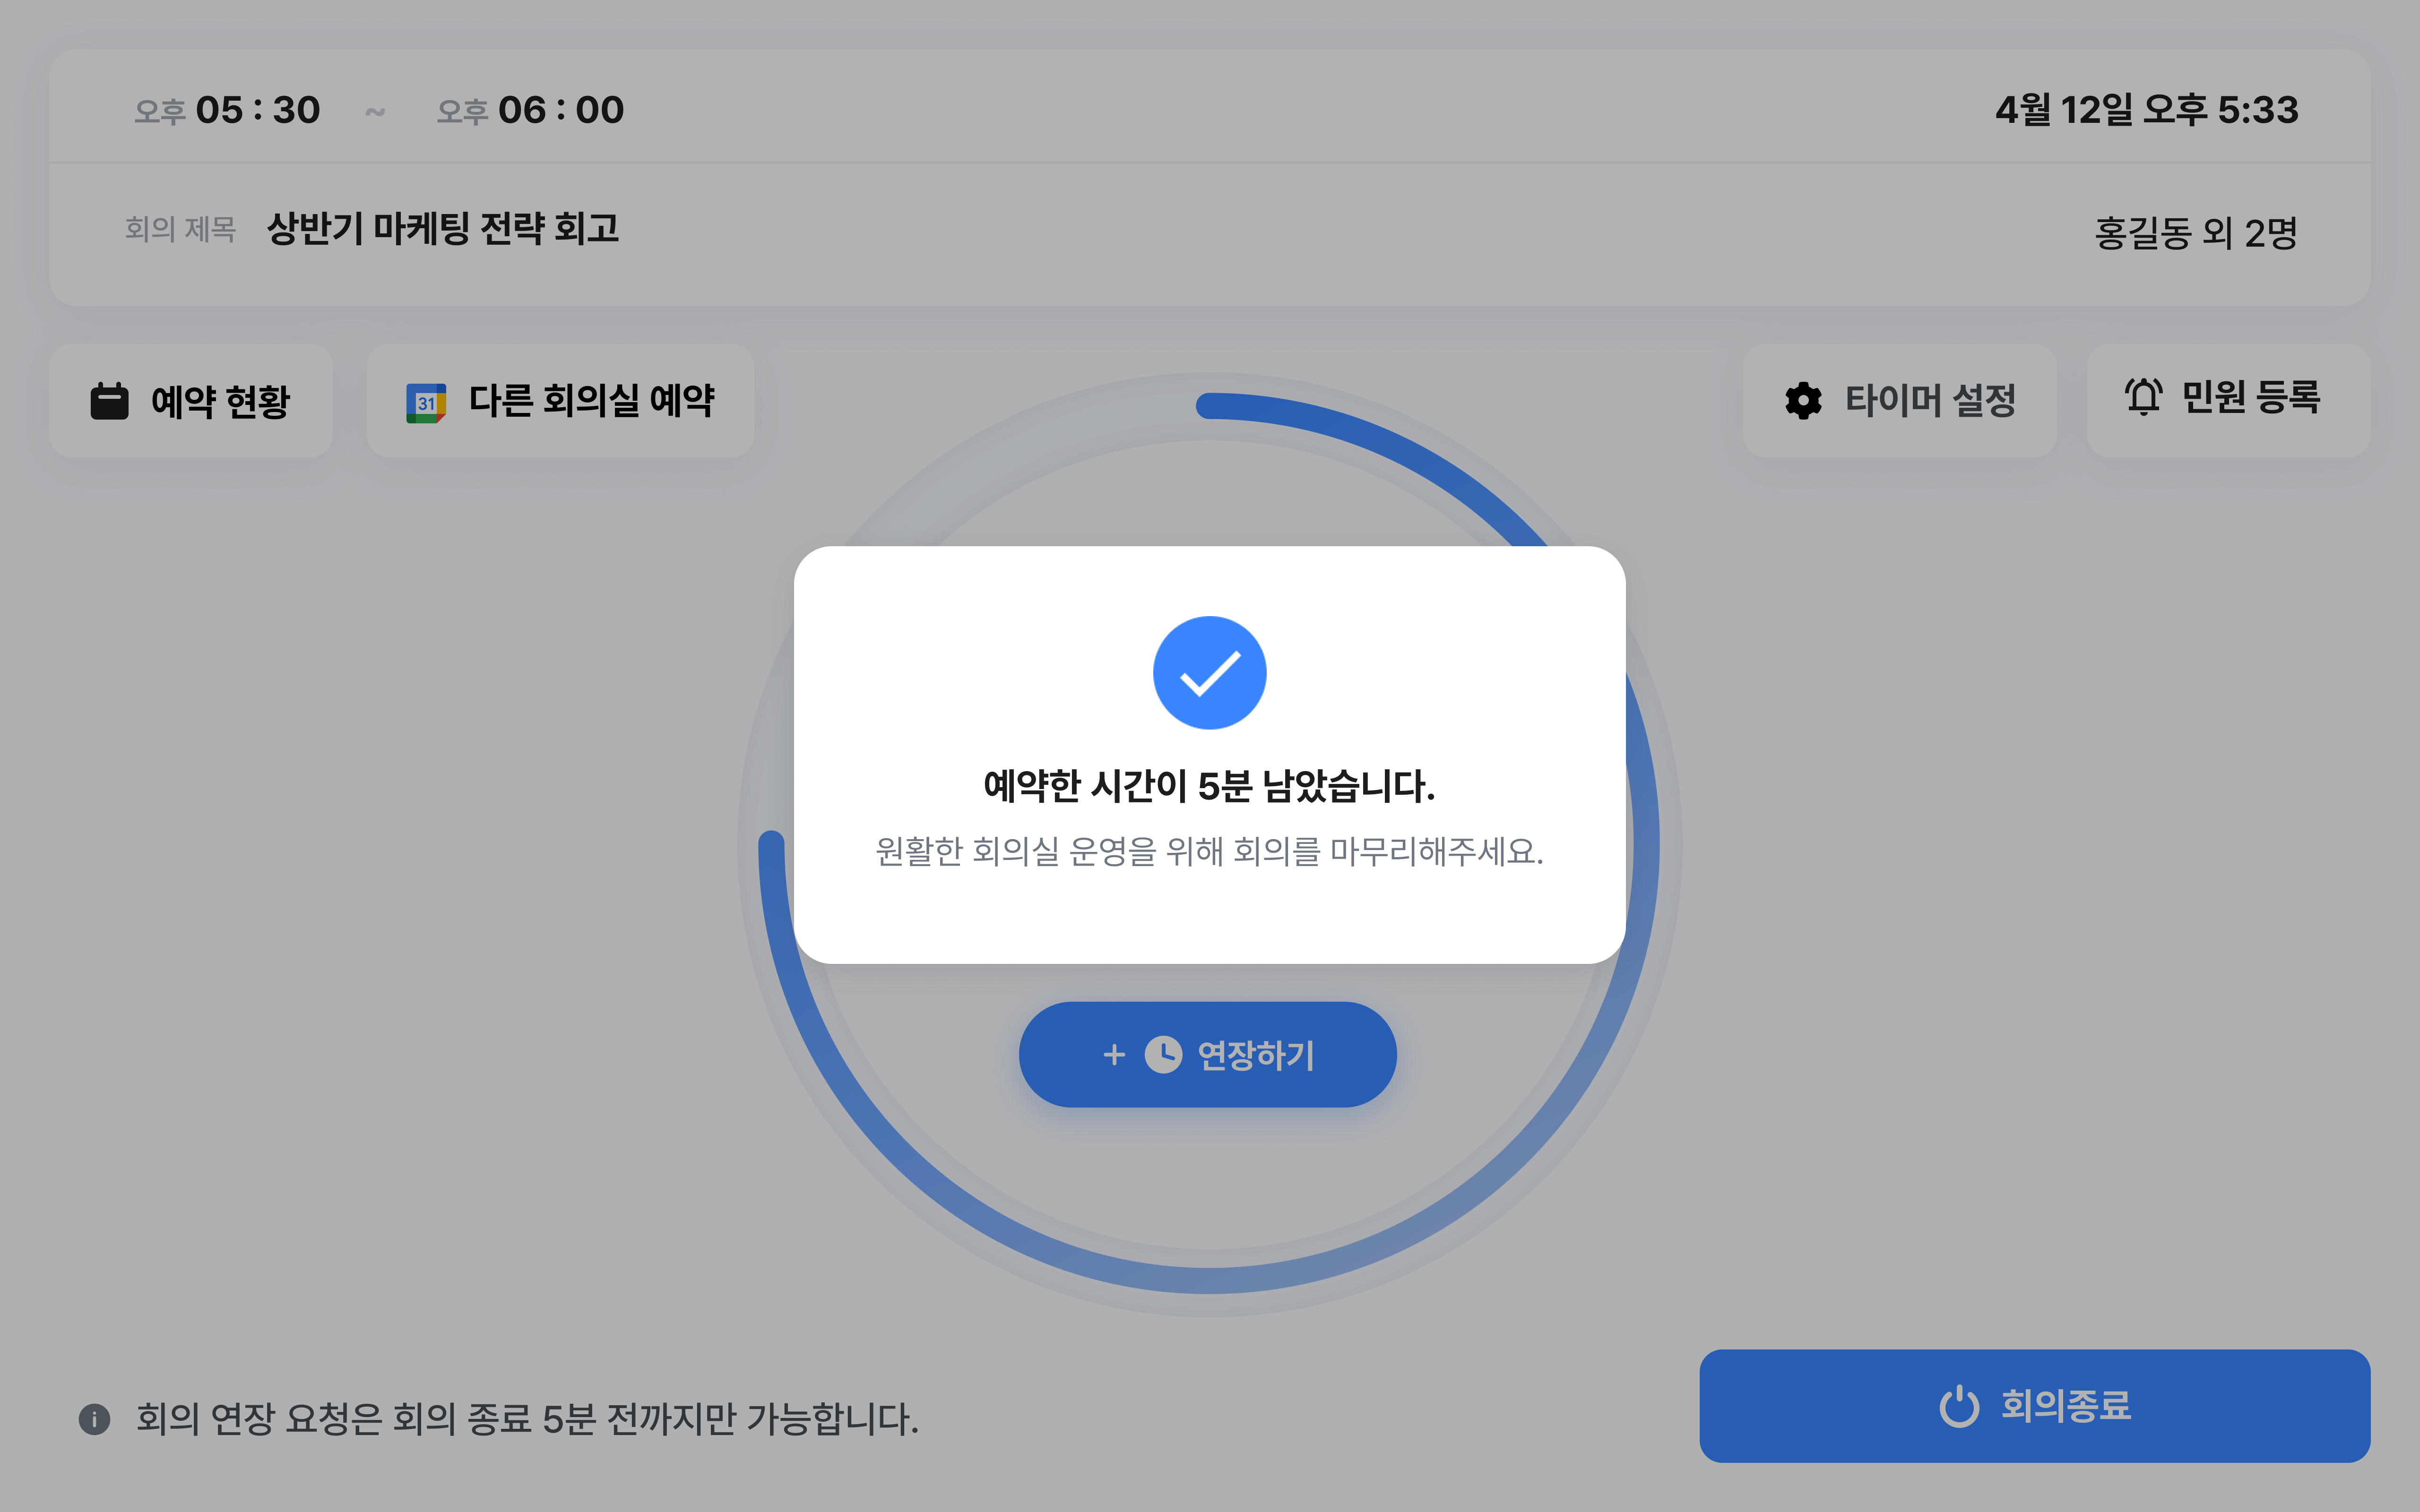 오후 05 : 30 ~ 오후 06 : 00
4월 12일 오후 5:33
회의 제목 상반기 마케팅 전략 회고
홍길동 외 2명
예약 현황
31 다른 회의실 예약
타이머 설정
민원 등록
예약한 시간이 5분 남았습니다.
원활한 회의실 운영을 위해 회의를 마무리해주세요.
+ 연장하기
회의 연장 요청은 회의 종료 5분 전까지만 가능합니다.
회의종료